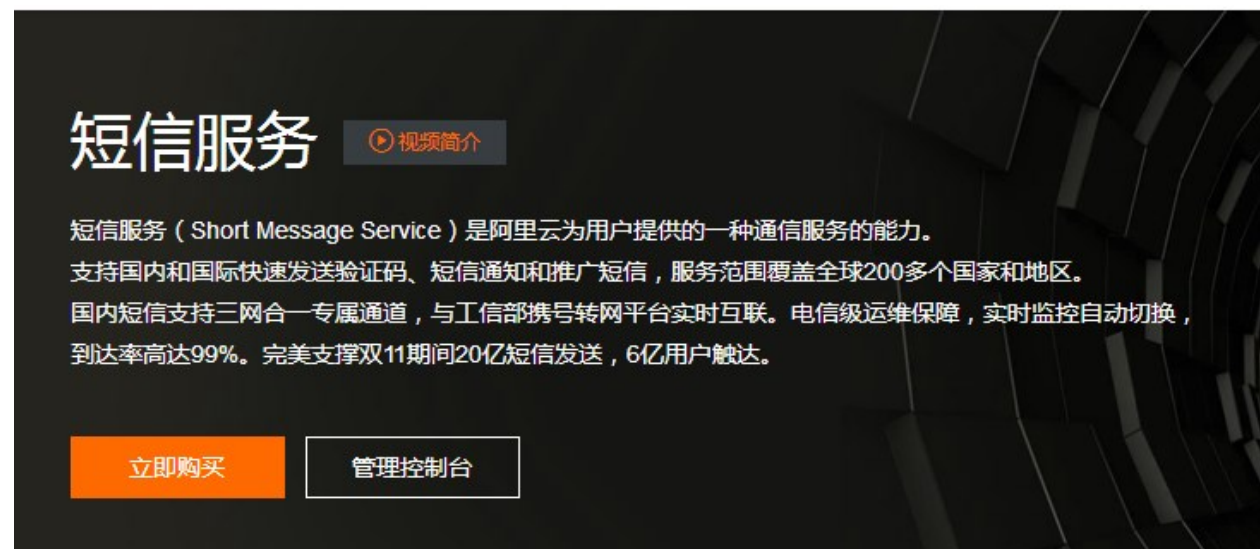 短信服务
视频简介
短信服务（Short Message Service）是阿里云为用户提供的一种通信服务的能力。
支持国内和国际快速发送验证码、短信通知和推广短信，服务范围覆盖全球200多个国家和地区。
国内短信支持三网合一专属通道，与工信部携号转网平台实时互联。电信级运维保障，实时监控自动切换，
到达率高达99%。完美支撑双11期间20亿短信发送，6亿用户触达。
立即购买
管理控制台